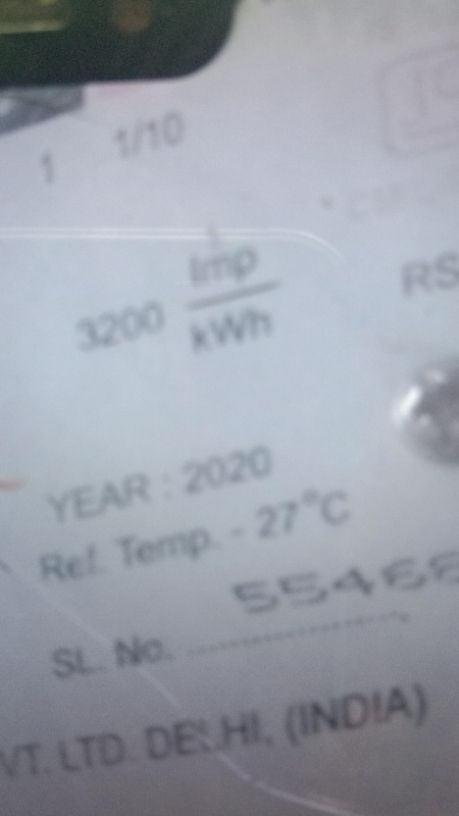 1 1/10
Imp
3200 kWh
RS
YEAR : 2020
Ref. Temp. - 27°C
SL. No.
VT. LTD. DELHI, (INDIA)